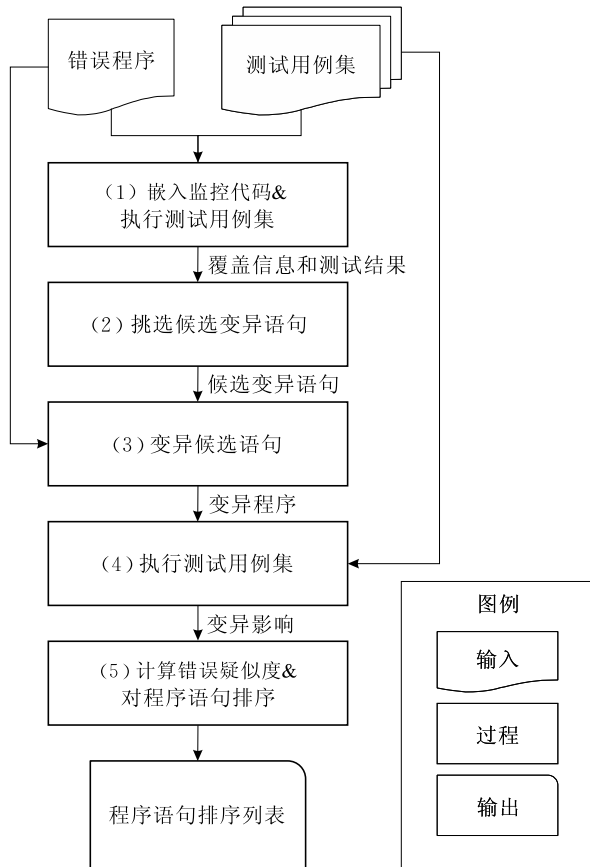 错误程序
测试用例集
(1)嵌入监控代码&
执行测试用例集
覆盖信息和测试结果
(2)挑选候选变异语句
候选变异语句
(3)变异候选语句
变异程序
(4)执行测试用例集
变异影响
(5)计算错误疑似度&
对程序语句排序
程序语句排序列表
图例
输入
过程
输出